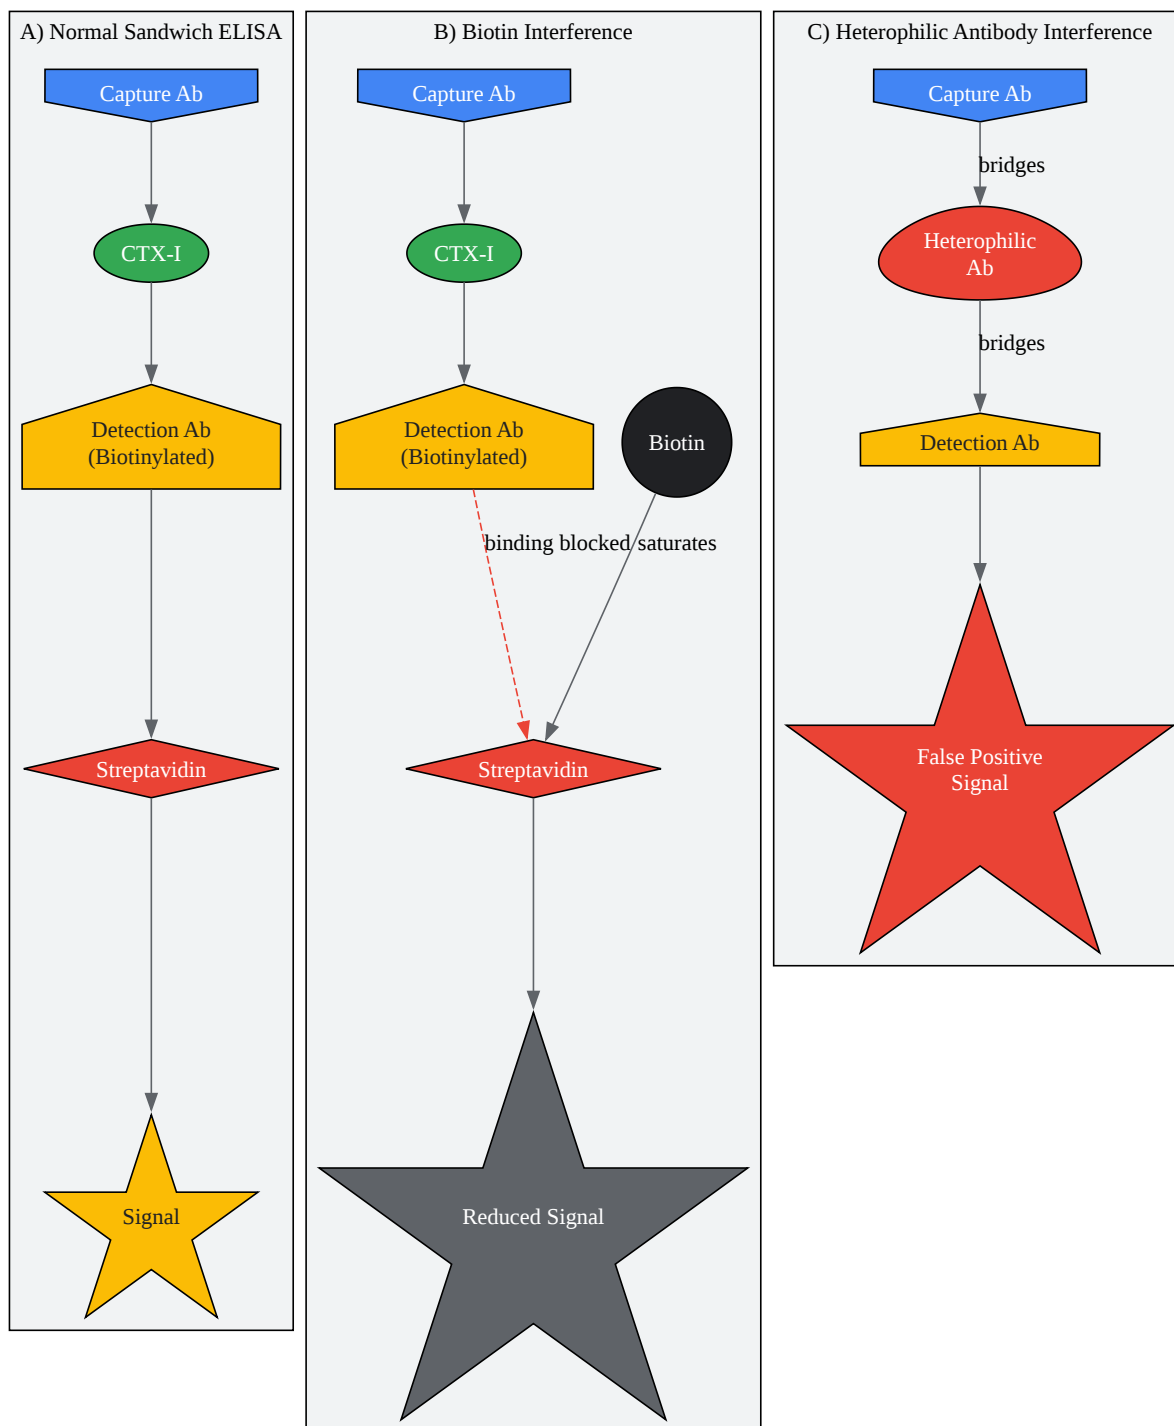 A) Normal Sandwich ELISA
Capture Ab
CTX-I
Detection Ab
(Biotinylated)
Streptavidin
Signal
B) Biotin Interference
Capture Ab
CTX-I
Detection Ab
(Biotinylated)
Biotin
binding blocked
saturates
Streptavidin
Reduced Signal
C) Heterophilic Antibody Interference
Capture Ab
bridges
Heterophilic
Ab
bridges
Detection Ab
False Positive
Signal